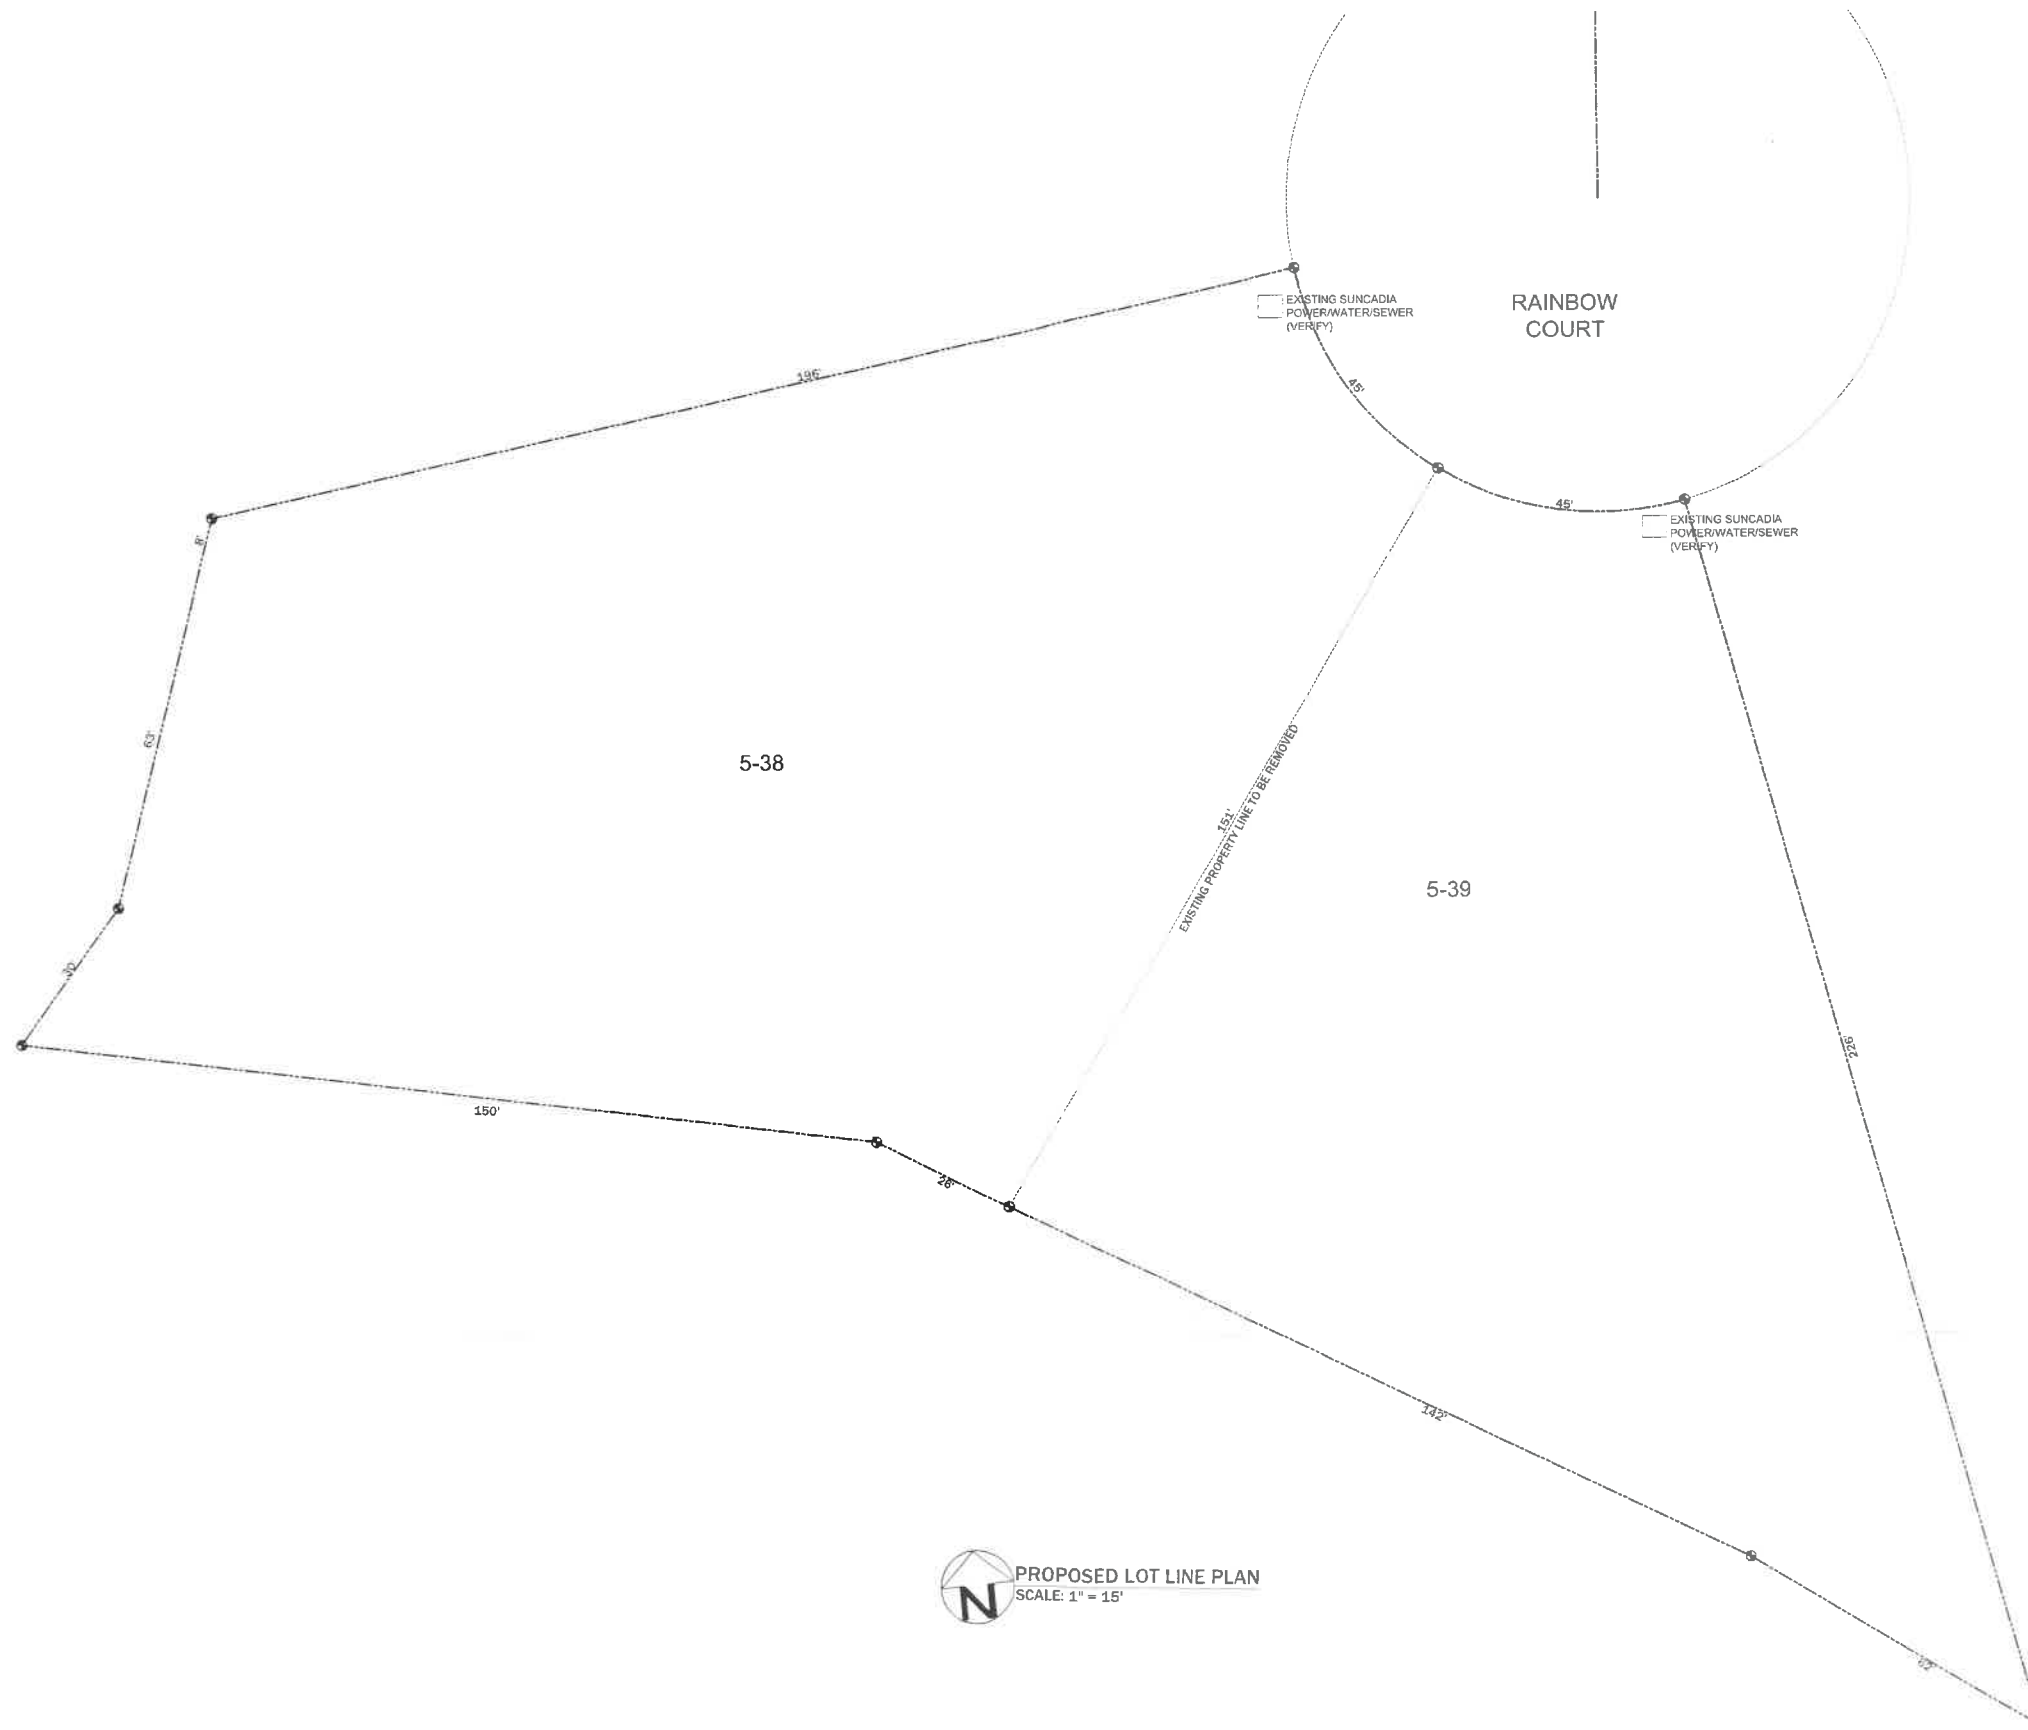 RAINBOW
COURT
EXISTING SUNCADIA
POWER/WATER/SEWER
(VERIFY)
196'
45'
45'
EXISTING SUNCADIA
POWER/WATER/SEWER
(VERIFY)
8'
63'
5-38
151'
EXISTING PROPERTY LINE TO BE REMOVED
5-39
30'
226'
150'
26'
142'
62'
N
PROPOSED LOT LINE PLAN
SCALE: 1" = 15'